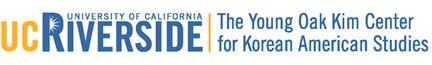 UNIVERSITY OF CALIFORNIA
UCRIVERSIDE
The Young Oak Kim Center
for Korean American Studies